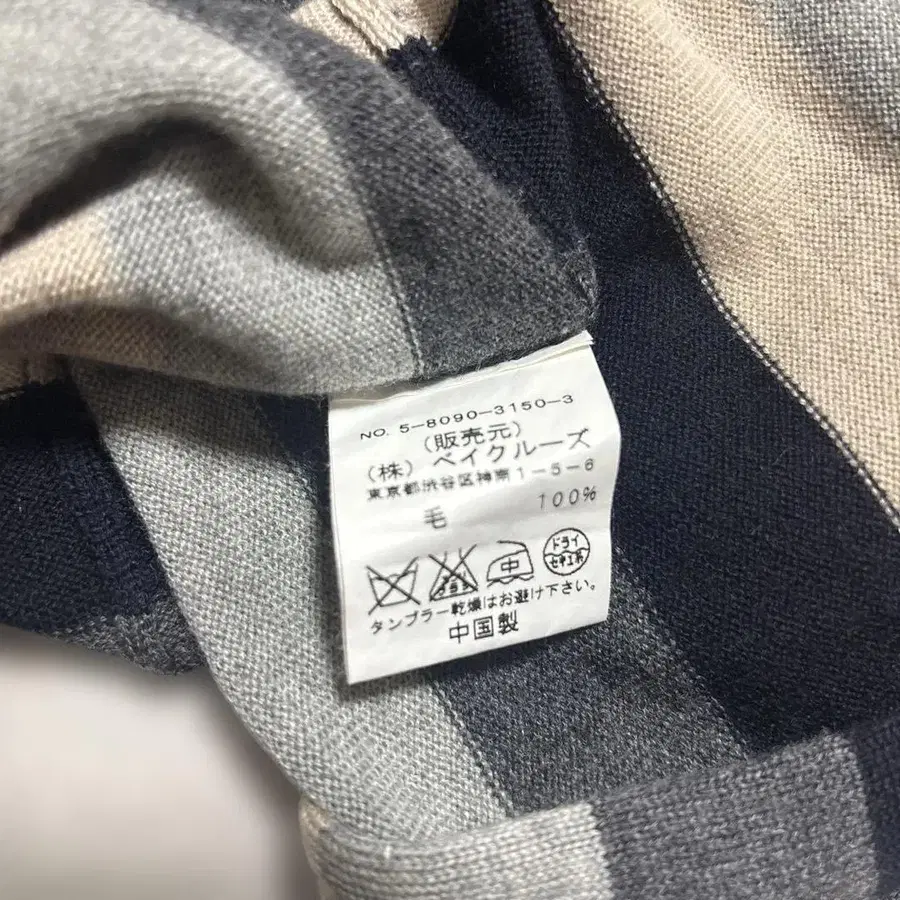 NO. 5-8090-3150-3
(販売元)
(株) ベイクルーズ
東京都渋谷区神南1-5-6
毛 100%
中 ドライ
セキユ系
タンブラー乾燥はお避け下さい。
中国製